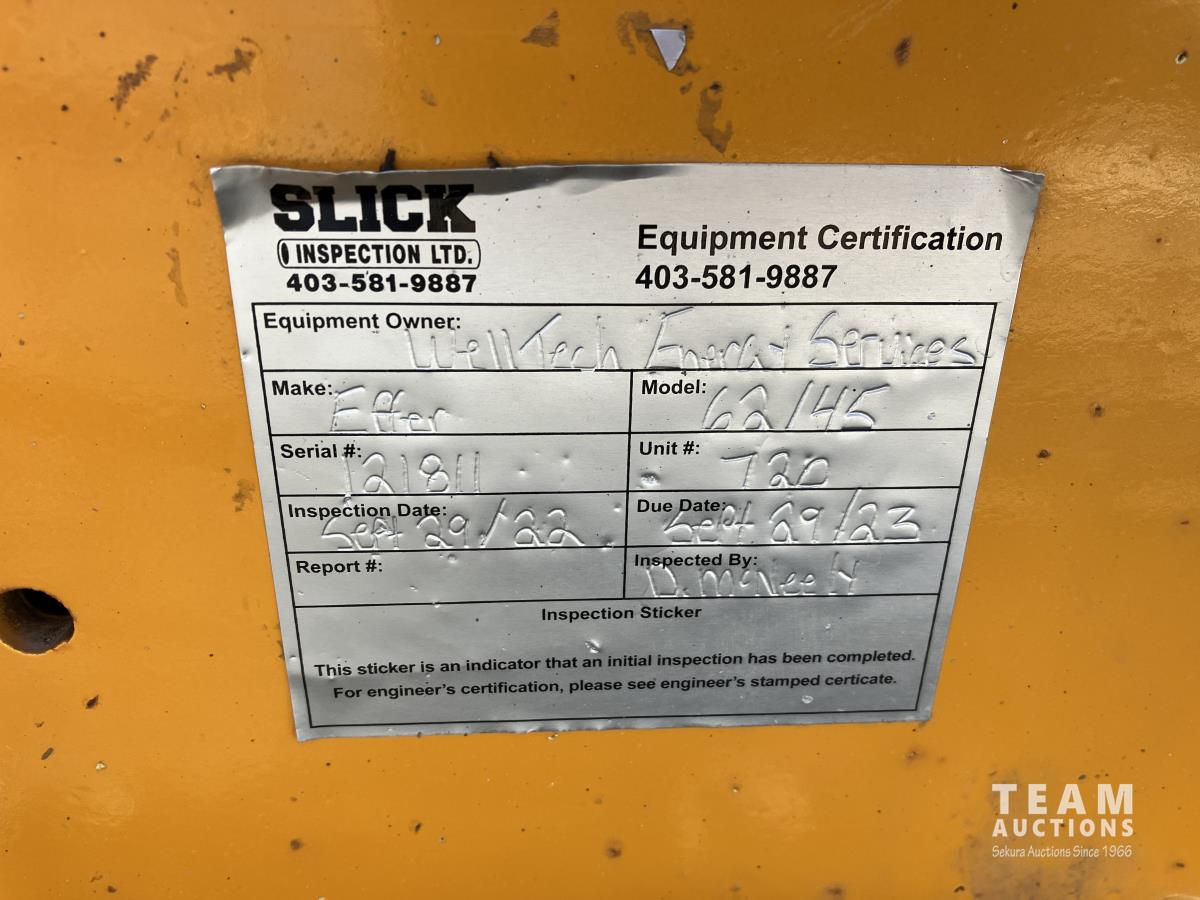 SLICK
INSPECTION LTD.
403-581-9887
Equipment Certification
403-581-9887
Equipment Owner: WellTech Energy Services
Make: Effer
Model: 62/45
Serial #: 121811
Unit #: 720
Inspection Date: Sept 29/22
Due Date: Sept 29/23
Report #:
Inspected By: D. McNeelt
Inspection Sticker
This sticker is an indicator that an initial inspection has been completed.
For engineer's certification, please see engineer's stamped certicate.
TEAM
AUCTIONS
Sekura Auctions Since 1966